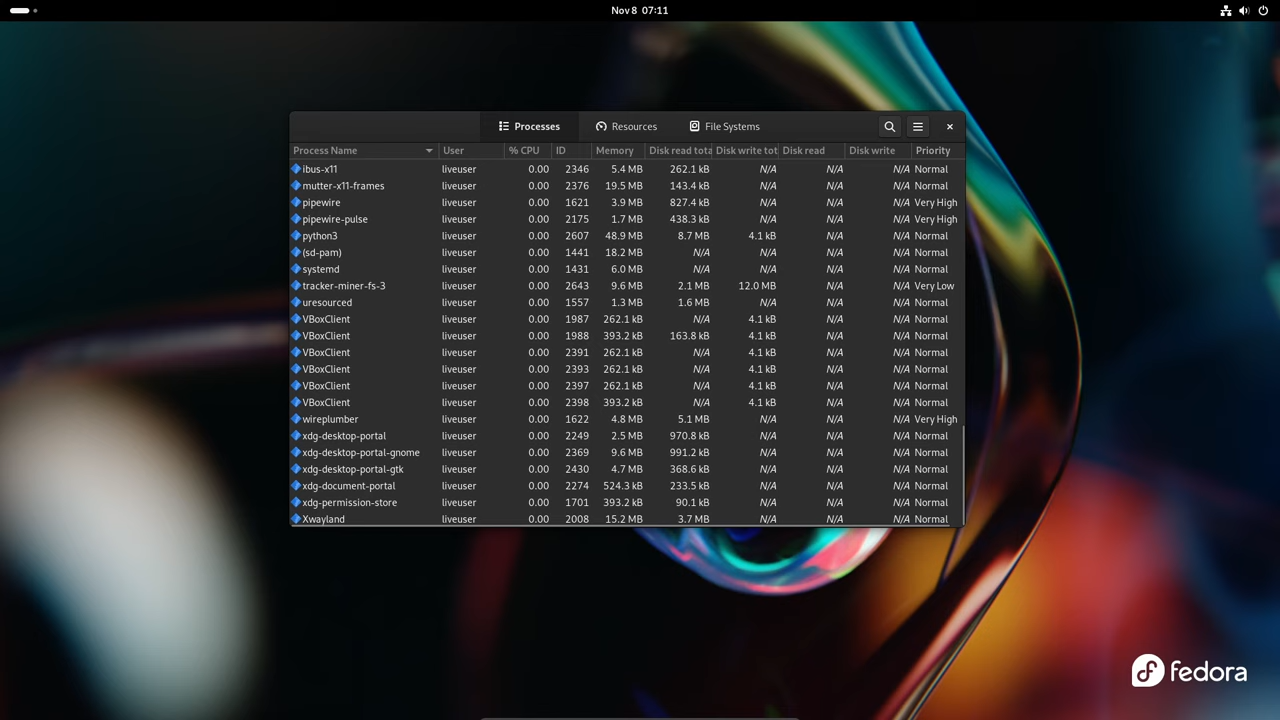 Nov 8 07:11
Processes Resources File Systems
Process Name User % CPU ID Memory Disk read tota Disk write tot Disk read Disk write Priority
ibus-x11 liveuser 0.00 2346 5.4 MB 262.1 kB N/A N/A N/A Normal
mutter-x11-frames liveuser 0.00 2376 19.5 MB 143.4 kB N/A N/A N/A Normal
pipewire liveuser 0.00 1621 3.9 MB 827.4 kB N/A N/A N/A Very High
pipewire-pulse liveuser 0.00 2175 1.7 MB 438.3 kB N/A N/A N/A Very High
python3 liveuser 0.00 2607 48.9 MB 8.7 MB 4.1 kB N/A N/A Normal
(sd-pam) liveuser 0.00 1441 18.2 MB N/A N/A N/A N/A Normal
systemd liveuser 0.00 1431 6.0 MB N/A N/A N/A N/A Normal
tracker-miner-fs-3 liveuser 0.00 2643 9.6 MB 2.1 MB 12.0 MB N/A N/A Very Low
uresourced liveuser 0.00 1557 1.3 MB 1.6 MB N/A N/A N/A Normal
VBoxClient liveuser 0.00 1987 262.1 kB N/A 4.1 kB N/A N/A Normal
VBoxClient liveuser 0.00 1988 393.2 kB 163.8 kB 4.1 kB N/A N/A Normal
VBoxClient liveuser 0.00 2391 262.1 kB N/A 4.1 kB N/A N/A Normal
VBoxClient liveuser 0.00 2393 262.1 kB N/A 4.1 kB N/A N/A Normal
VBoxClient liveuser 0.00 2397 262.1 kB N/A 4.1 kB N/A N/A Normal
VBoxClient liveuser 0.00 2398 393.2 kB N/A 4.1 kB N/A N/A Normal
wireplumber liveuser 0.00 1622 4.8 MB 5.1 MB N/A N/A N/A Very High
xdg-desktop-portal liveuser 0.00 2249 2.5 MB 970.8 kB N/A N/A N/A Normal
xdg-desktop-portal-gnome liveuser 0.00 2369 9.6 MB 991.2 kB N/A N/A N/A Normal
xdg-desktop-portal-gtk liveuser 0.00 2430 4.7 MB 368.6 kB N/A N/A N/A Normal
xdg-document-portal liveuser 0.00 2274 524.3 kB 233.5 kB N/A N/A N/A Normal
xdg-permission-store liveuser 0.00 1701 393.2 kB 90.1 kB N/A N/A N/A Normal
Xwayland liveuser 0.00 2008 15.2 MB 3.7 MB N/A N/A N/A Normal
fedora